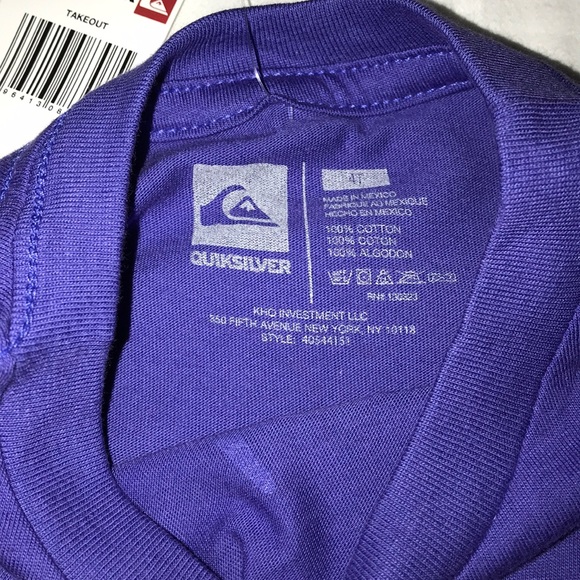 TAKEOUT
QUIKSILVER
4T
MADE IN MEXICO
FABRIQUE AU MEXIQUE
HECHO EN MEXICO
100% COTTON
100% COTON
100% ALGODON
RN# 130323
KHQ INVESTMENT LLC
350 FIFTH AVENUE NEW YORK, NY 10118
STYLE: 40544151